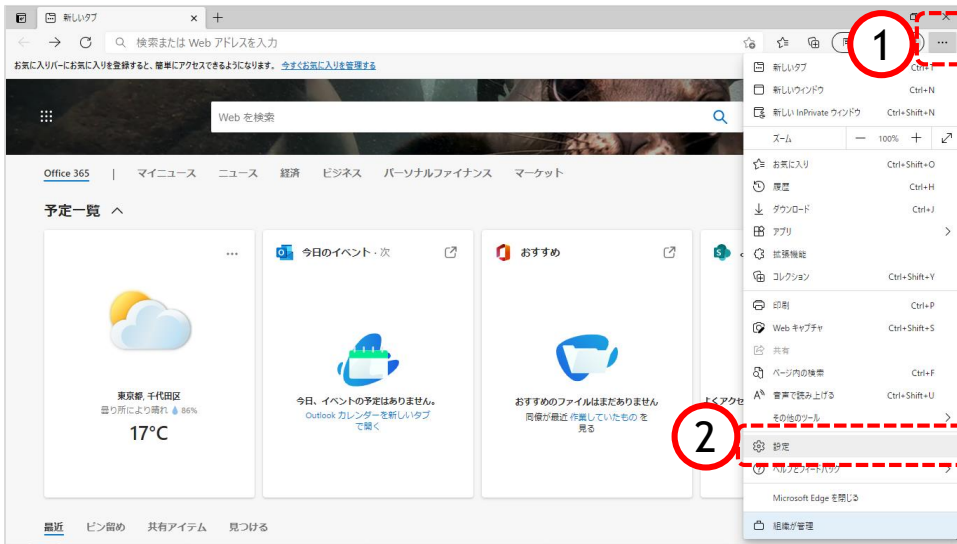 新しいタブ
検索または Web アドレスを入力
お気に入りバーにお気に入りを登録すると、簡単にアクセスできるようになります。 今すぐお気に入りを管理する
1
Web を検索
Office 365 | マイニュース ニュース 経済 ビジネス パーソナルファイナンス マーケット
予定一覧
今日のイベント・次
おすすめ
東京都, 千代田区
曇り所により晴れ 86%
17°C
今日、イベントの予定はありません。
Outlook カレンダーを新しいタブ
で開く
おすすめのファイルはまだありません
同僚が最近 作業していたもの を
見る
よくアクセ
最近 ピン留め 共有アイテム 見つける
新しいタブ Ctrl+T
新しいウィンドウ Ctrl+N
新しい InPrivate ウィンドウ Ctrl+Shift+N
ズーム 100%
お気に入り Ctrl+Shift+O
履歴 Ctrl+H
ダウンロード Ctrl+J
アプリ
拡張機能
コレクション Ctrl+Shift+Y
印刷 Ctrl+P
Web キャプチャ Ctrl+Shift+S
共有
ページ内の検索 Ctrl+F
音声で読み上げる Ctrl+Shift+U
その他のツール
2
設定
ヘルプとフィードバック
Microsoft Edge を閉じる
組織が管理